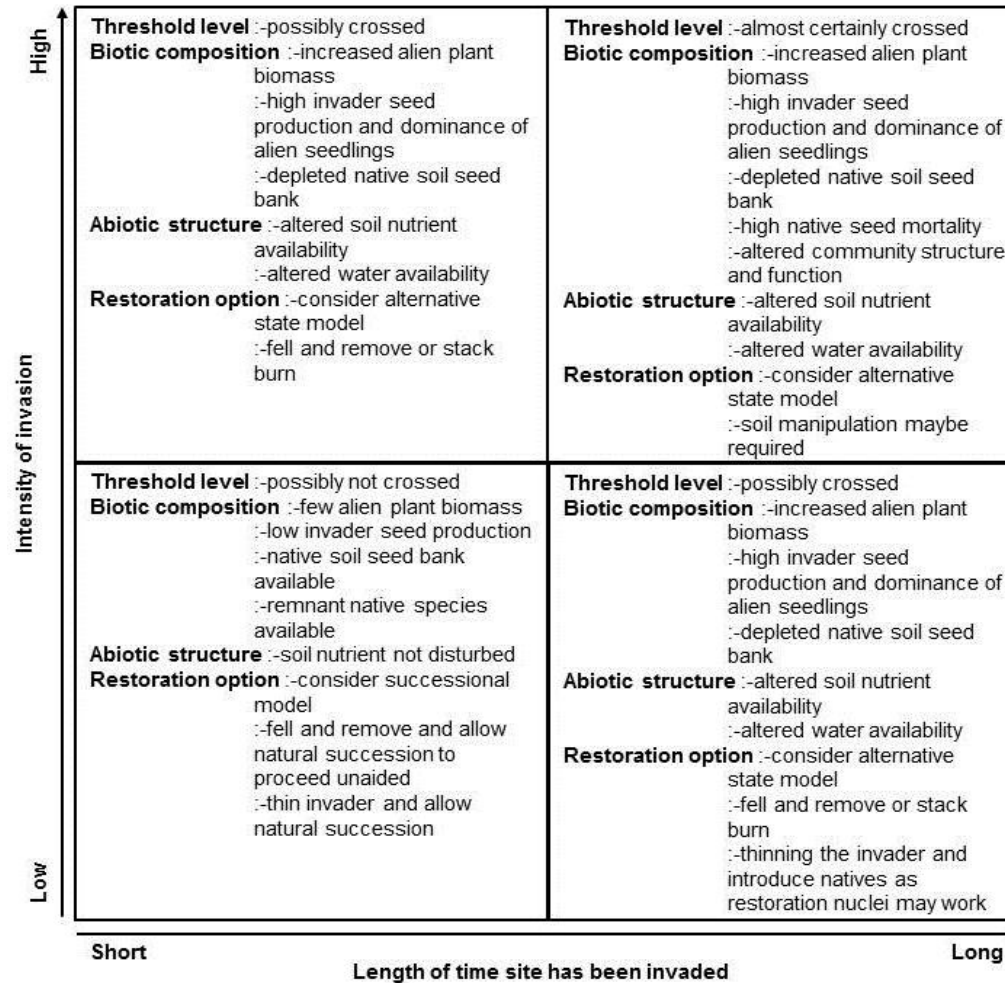 High
Intensity of invasion
Low
Threshold level :-possibly crossed
Biotic composition :-increased alien plant
biomass
:-high invader seed
production and dominance of
alien seedlings
:-depleted native soil seed
bank
Abiotic structure :-altered soil nutrient
availability
:-altered water availability
Restoration option :-consider alternative
state model
:-fell and remove or stack
burn
Threshold level :-almost certainly crossed
Biotic composition :-increased alien plant
biomass
:-high invader seed
production and dominance of
alien seedlings
:-depleted native soil seed
bank
:-high native seed mortality
:-altered community structure
and function
Abiotic structure :-altered soil nutrient
availability
:-altered water availability
Restoration option :-consider alternative
state model
:-soil manipulation maybe
required
Threshold level :-possibly not crossed
Biotic composition :-few alien plant biomass
:-low invader seed production
:-native soil seed bank
available
:-remnant native species
available
Abiotic structure :-soil nutrient not disturbed
Restoration option :-consider successional
model
:-fell and remove and allow
natural succession to
proceed unaided
:-thin invader and allow
natural succession
Threshold level :-possibly crossed
Biotic composition :-increased alien plant
biomass
:-high invader seed
production and dominance of
alien seedlings
:-depleted native soil seed
bank
Abiotic structure :-altered soil nutrient
availability
:-altered water availability
Restoration option :-consider alternative
state model
:-fell and remove or stack
burn
:-thinning the invader and
introduce natives as
restoration nuclei may work
Short
Long
Length of time site has been invaded